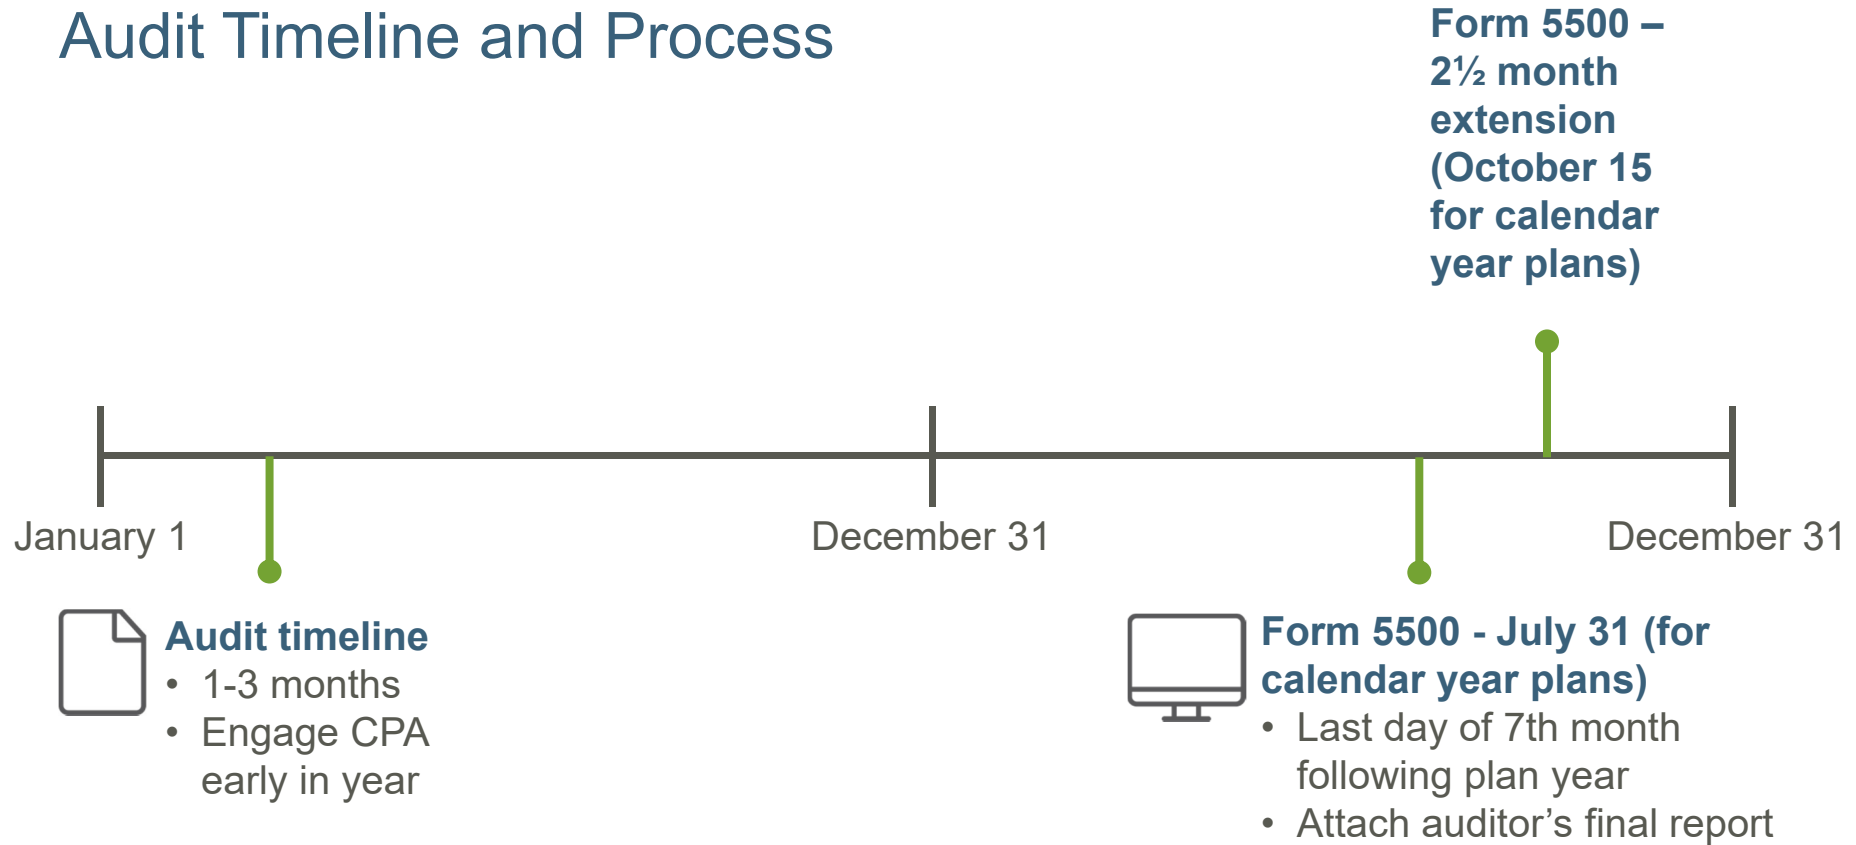 Audit Timeline and Process
Form 5500 –
2½ month
extension
(October 15
for calendar
year plans)
January 1
December 31
December 31
Audit timeline
• 1-3 months
• Engage CPA
early in year
Form 5500 - July 31 (for
calendar year plans)
• Last day of 7th month
following plan year
• Attach auditor’s final report